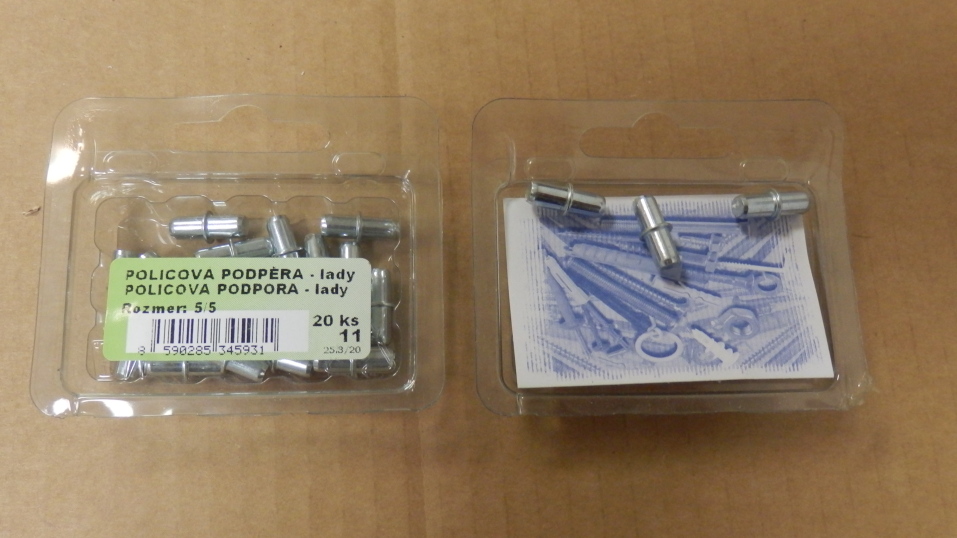 POLICOVA PODPĚRA - lady
POLICOVA PODPORA - lady
Rozmer: 5/5
20 ks
11
8 590285 345931
25.3/20